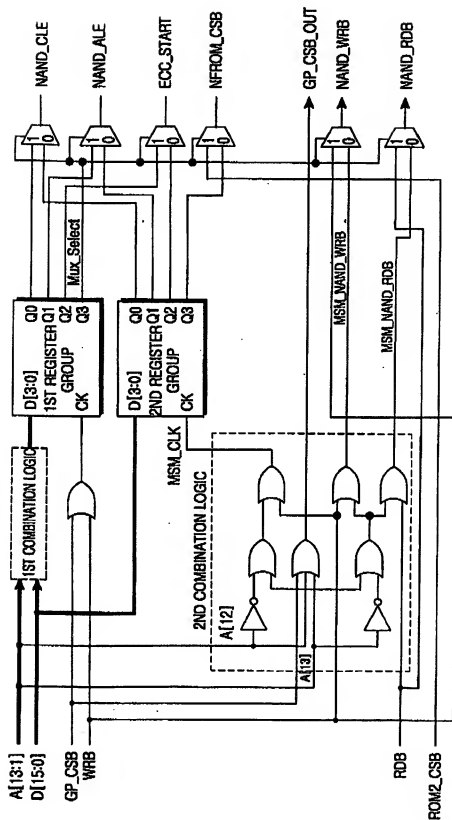 A[13:1]
D[15:0]
GP_CSB
WRB
RDB
ROM2_CSB
1ST COMBINATION LOGIC
D[3:0]
1ST REGISTER
GROUP
CK
Q0
Q1
Q2
Q3
Mux_Select
D[3:0]
2ND REGISTER
GROUP
CK
Q0
Q1
Q2
Q3
MSM_CLK
2ND COMBINATION LOGIC
A[12]
A[13]
MSM_NAND_WRB
MSM_NAND_RDB
1
0
NAND_CLE
1
0
NAND_ALE
1
0
ECC_START
1
0
NFROM_CSB
GP_CSB_OUT
1
0
NAND_WRB
1
0
NAND_RDB